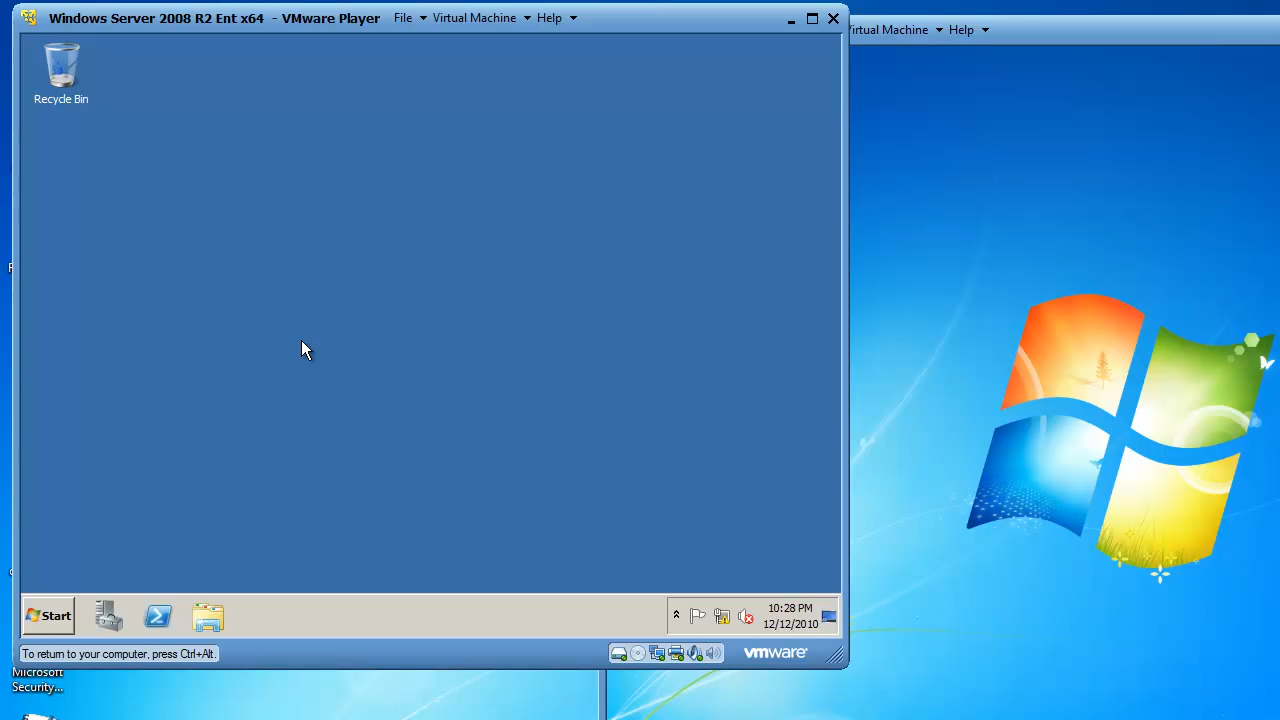 Windows Server 2008 R2 Ent x64 - VMware Player File Virtual Machine Help
Virtual Machine Help
Recycle Bin
Start
10:28 PM
12/12/2010
To return to your computer, press Ctrl+Alt.
vmware
Microsoft
Security...